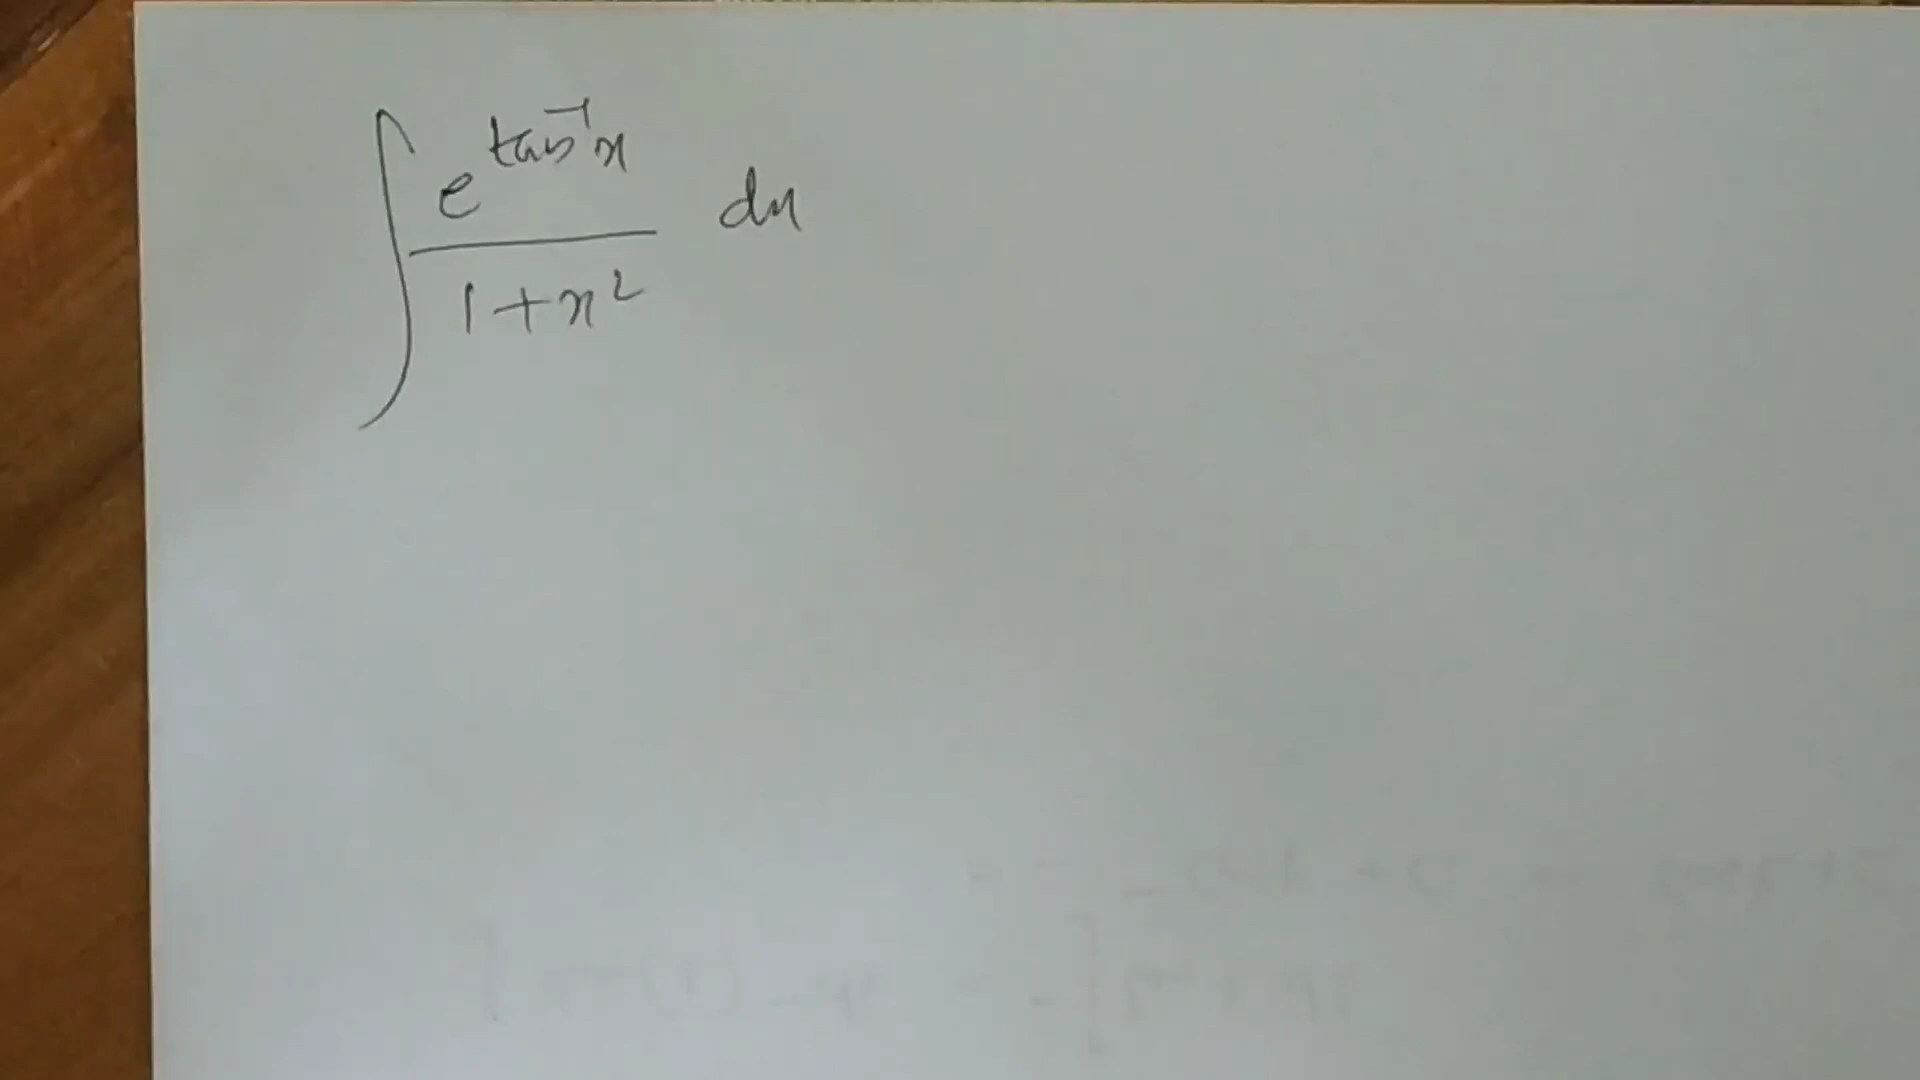 ∫ e^(tan⁻¹x) / (1+x²) dx